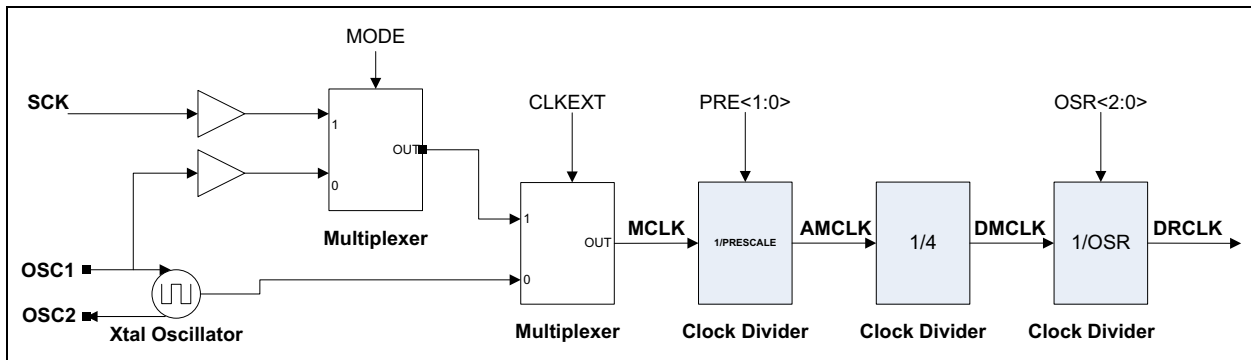 MODE
SCK
CLKEXT
PRE<1:0>
OSR<2:0>
1
OUT
0
Multiplexer
1
OUT
0
MCLK
1/PRESCALE
AMCLK
1/4
DMCLK
1/OSR
DRCLK
OSC1
OSC2
Xtal Oscillator
Multiplexer
Clock Divider
Clock Divider
Clock Divider